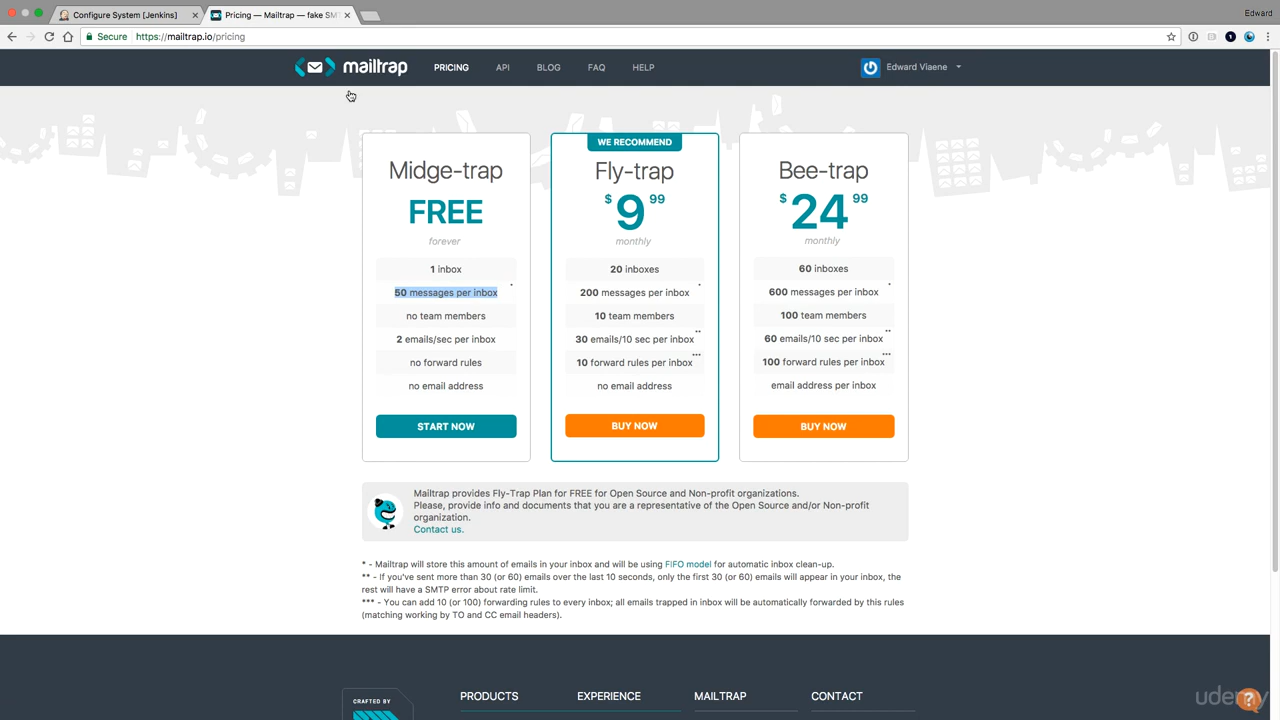 Configure System [Jenkins]
Pricing — Mailtrap — fake SMT
Edward
Secure
https://mailtrap.io/pricing
mailtrap
PRICING
API
BLOG
FAQ
HELP
Edward Viaene
Midge-trap
FREE
forever
1 inbox
50 messages per inbox *
no team members
2 emails/sec per inbox
no forward rules
no email address
START NOW
WE RECOMMEND
Fly-trap
$ 9 99
monthly
20 inboxes
200 messages per inbox *
10 team members
30 emails/10 sec per inbox **
10 forward rules per inbox ***
no email address
BUY NOW
Bee-trap
$ 24 99
monthly
60 inboxes
600 messages per inbox *
100 team members
60 emails/10 sec per inbox **
100 forward rules per inbox ***
email address per inbox
BUY NOW
Mailtrap provides Fly-Trap Plan for FREE for Open Source and Non-profit organizations.
Please, provide info and documents that you are a representative of the Open Source and/or Non-profit
organization.
Contact us.
* - Mailtrap will store this amount of emails in your inbox and will be using FIFO model for automatic inbox clean-up.
** - If you've sent more than 30 (or 60) emails over the last 10 seconds, only the first 30 (or 60) emails will appear in your inbox, the
rest will have a SMTP error about rate limit.
*** - You can add 10 (or 100) forwarding rules to every inbox; all emails trapped in inbox will be automatically forwarded by this rules
(matching working by TO and CC email headers).
CRAFTED BY
PRODUCTS
EXPERIENCE
MAILTRAP
CONTACT
udemy
?